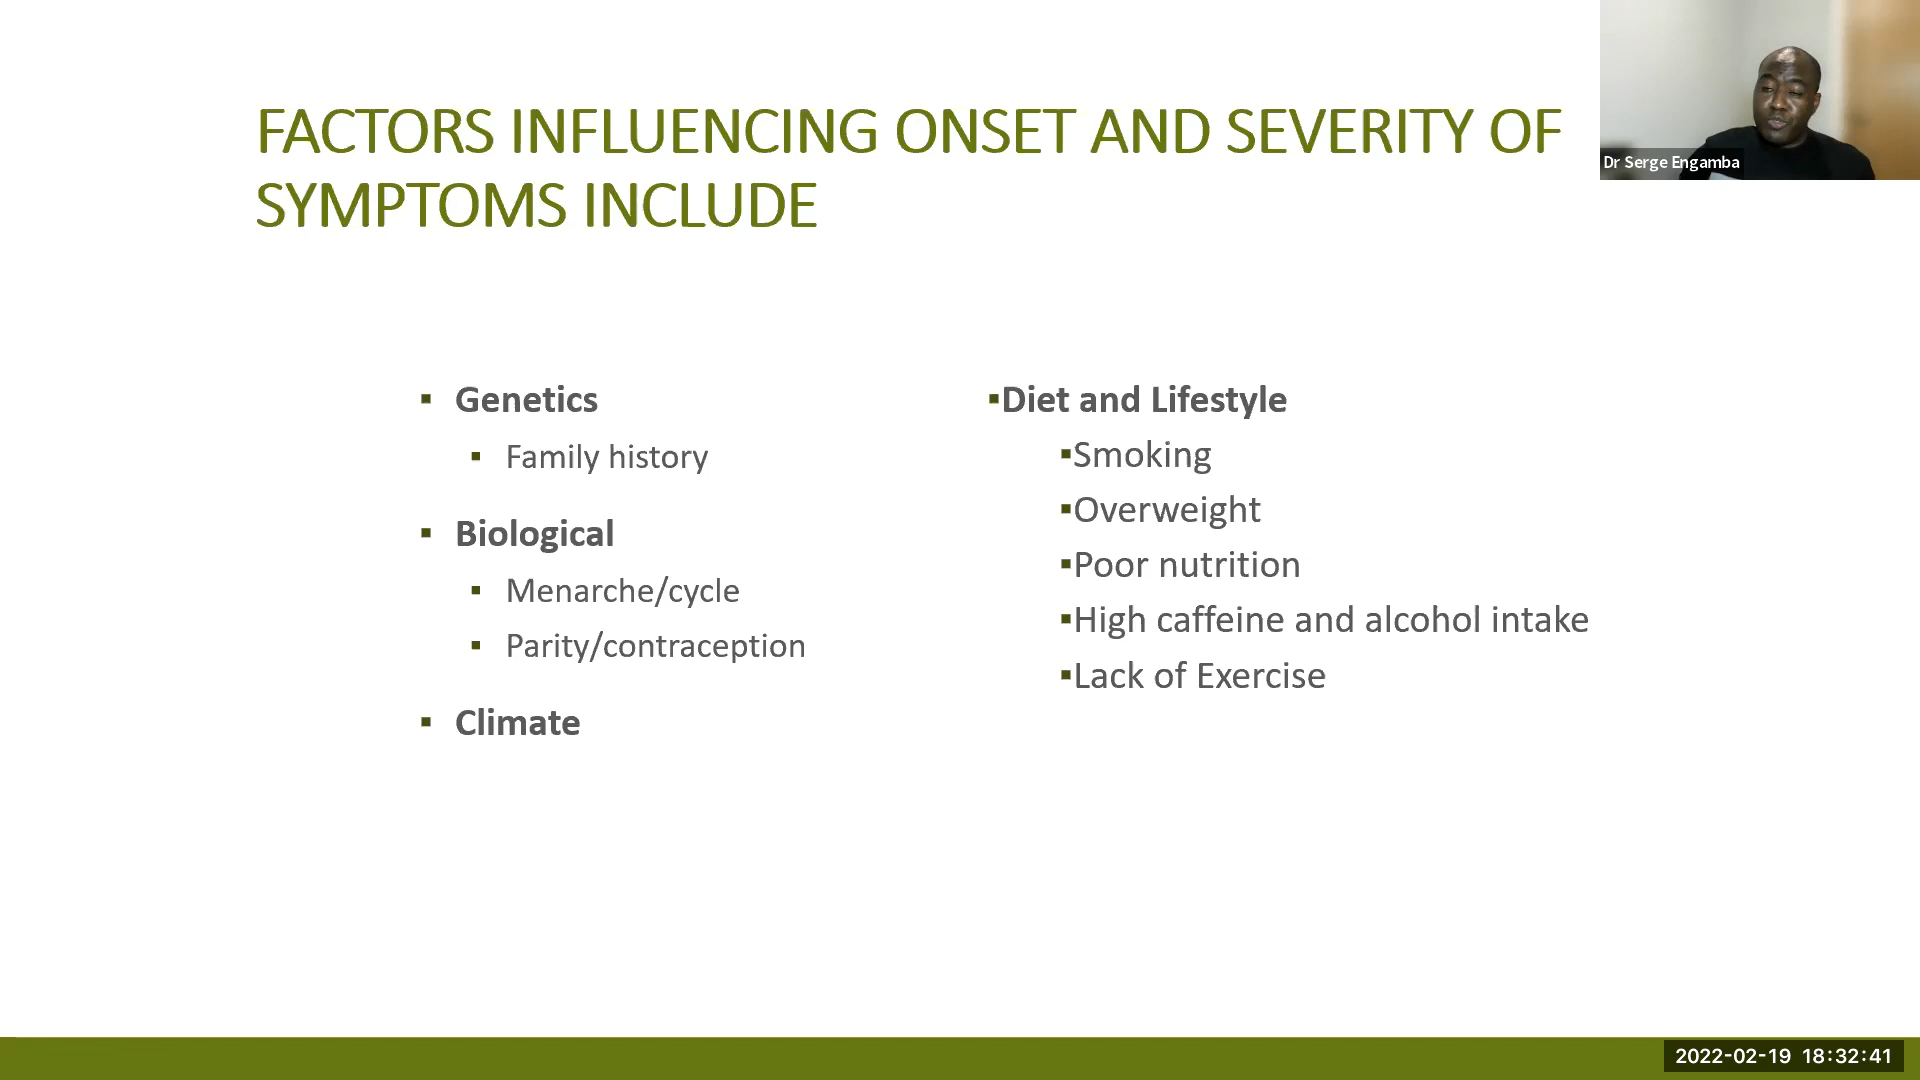 FACTORS INFLUENCING ONSET AND SEVERITY OF
SYMPTOMS INCLUDE
Dr Serge Engamba
▪ Genetics
▪ Family history
▪ Biological
▪ Menarche/cycle
▪ Parity/contraception
▪ Climate
▪Diet and Lifestyle
▪Smoking
▪Overweight
▪Poor nutrition
▪High caffeine and alcohol intake
▪Lack of Exercise
2022-02-19 18:32:41